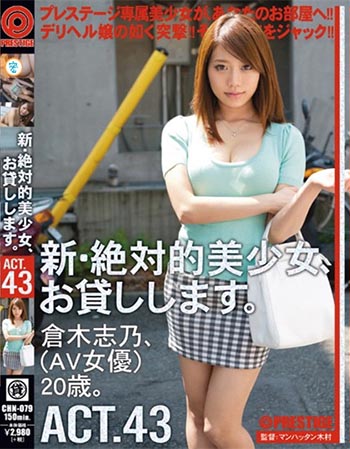 プレステージ専属美少女が、あなたのお部屋へ!!
デリヘル嬢の如く突撃!!
をジャック!!
新・絶対的美少女、
お貸しします。
ACT.
43
貸
CHN-079
150min.
¥2,980
PRESTIGE
新・絶対的美少女、
お貸しします。
倉木志乃、
(AV女優)
20歳。
ACT.43
PRESTIGE
監督:マンハッタン木村